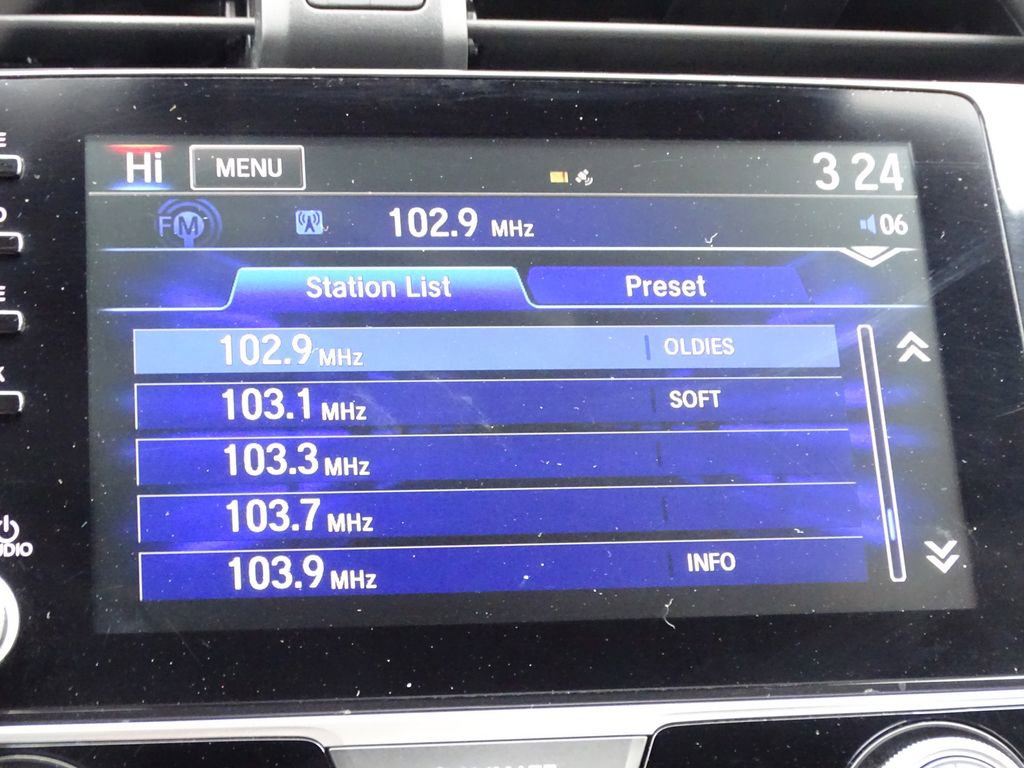 Hi MENU 3 24
FM 102.9 MHz 06
Station List Preset
102.9 MHz OLDIES
103.1 MHz SOFT
103.3 MHz
103.7 MHz
103.9 MHz INFO